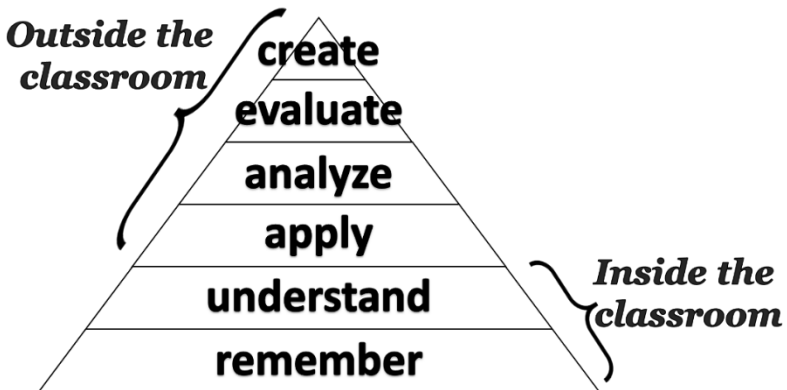 Outside the
classroom
create
evaluate
analyze
apply
understand
remember
Inside the
classroom